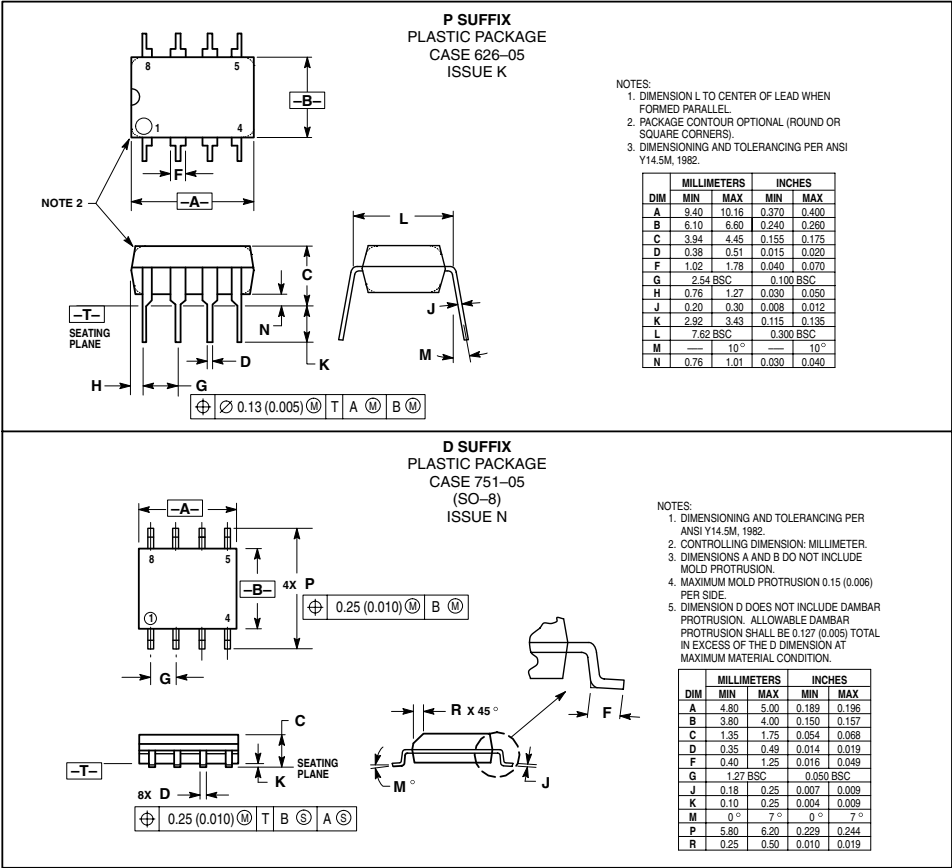 P SUFFIX
PLASTIC PACKAGE
CASE 626–05
ISSUE K
8 5
1 4
–B–
F
–A–
NOTE 2
L
C
–T–
SEATING
PLANE
N
J
M
K
D
H
G
⌖ ∅ 0.13 (0.005) Ⓜ T A Ⓜ B Ⓜ
NOTES:
1. DIMENSION L TO CENTER OF LEAD WHEN
FORMED PARALLEL.
2. PACKAGE CONTOUR OPTIONAL (ROUND OR
SQUARE CORNERS).
3. DIMENSIONING AND TOLERANCING PER ANSI
Y14.5M, 1982.
MILLIMETERS INCHES
DIM MIN MAX MIN MAX
A 9.40 10.16 0.370 0.400
B 6.10 6.60 0.240 0.260
C 3.94 4.45 0.155 0.175
D 0.38 0.51 0.015 0.020
F 1.02 1.78 0.040 0.070
G 2.54 BSC 0.100 BSC
H 0.76 1.27 0.030 0.050
J 0.20 0.30 0.008 0.012
K 2.92 3.43 0.115 0.135
L 7.62 BSC 0.300 BSC
M ––– 10° ––– 10°
N 0.76 1.01 0.030 0.040
D SUFFIX
PLASTIC PACKAGE
CASE 751–05
(SO–8)
ISSUE N
–A–
8 5
1 4
–B–
4X P
⌖ 0.25 (0.010) Ⓜ B Ⓜ
G
C
–T–
K
SEATING
PLANE
8X D
⌖ 0.25 (0.010) Ⓜ T B Ⓢ A Ⓢ
R X 45°
M°
J
F
NOTES:
1. DIMENSIONING AND TOLERANCING PER
ANSI Y14.5M, 1982.
2. CONTROLLING DIMENSION: MILLIMETER.
3. DIMENSIONS A AND B DO NOT INCLUDE
MOLD PROTRUSION.
4. MAXIMUM MOLD PROTRUSION 0.15 (0.006)
PER SIDE.
5. DIMENSION D DOES NOT INCLUDE DAMBAR
PROTRUSION. ALLOWABLE DAMBAR
PROTRUSION SHALL BE 0.127 (0.005) TOTAL
IN EXCESS OF THE D DIMENSION AT
MAXIMUM MATERIAL CONDITION.
MILLIMETERS INCHES
DIM MIN MAX MIN MAX
A 4.80 5.00 0.189 0.196
B 3.80 4.00 0.150 0.157
C 1.35 1.75 0.054 0.068
D 0.35 0.49 0.014 0.019
F 0.40 1.25 0.016 0.049
G 1.27 BSC 0.050 BSC
J 0.18 0.25 0.007 0.009
K 0.10 0.25 0.004 0.009
M 0° 7° 0° 7°
P 5.80 6.20 0.229 0.244
R 0.25 0.50 0.010 0.019